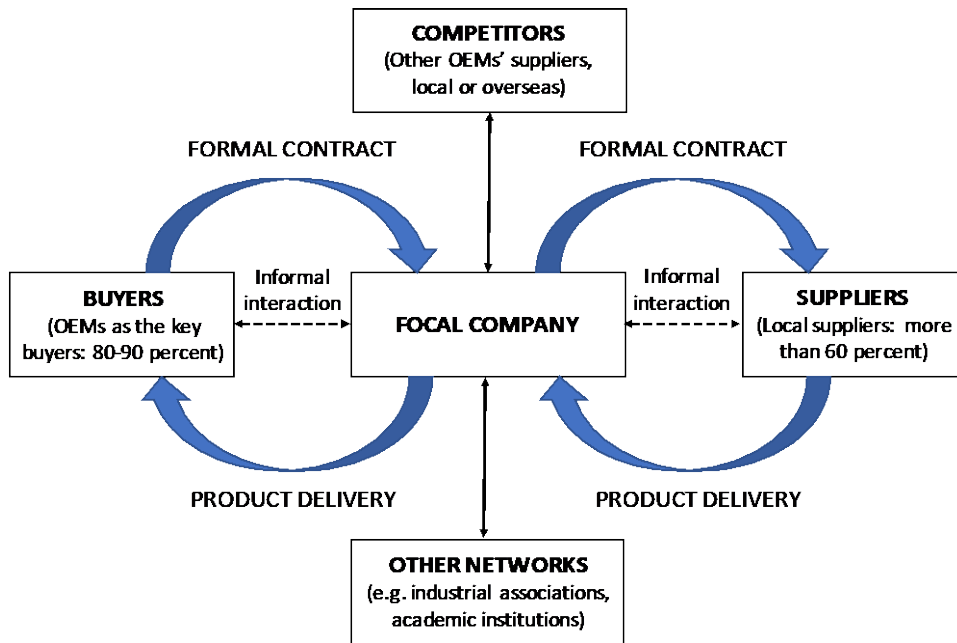 COMPETITORS
(Other OEMs' suppliers,
local or overseas)
FORMAL CONTRACT
FORMAL CONTRACT
BUYERS
(OEMs as the key
buyers: 80-90 percent)
Informal
interaction
FOCAL COMPANY
Informal
interaction
SUPPLIERS
(Local suppliers: more
than 60 percent)
PRODUCT DELIVERY
PRODUCT DELIVERY
OTHER NETWORKS
(e.g. industrial associations,
academic institutions)